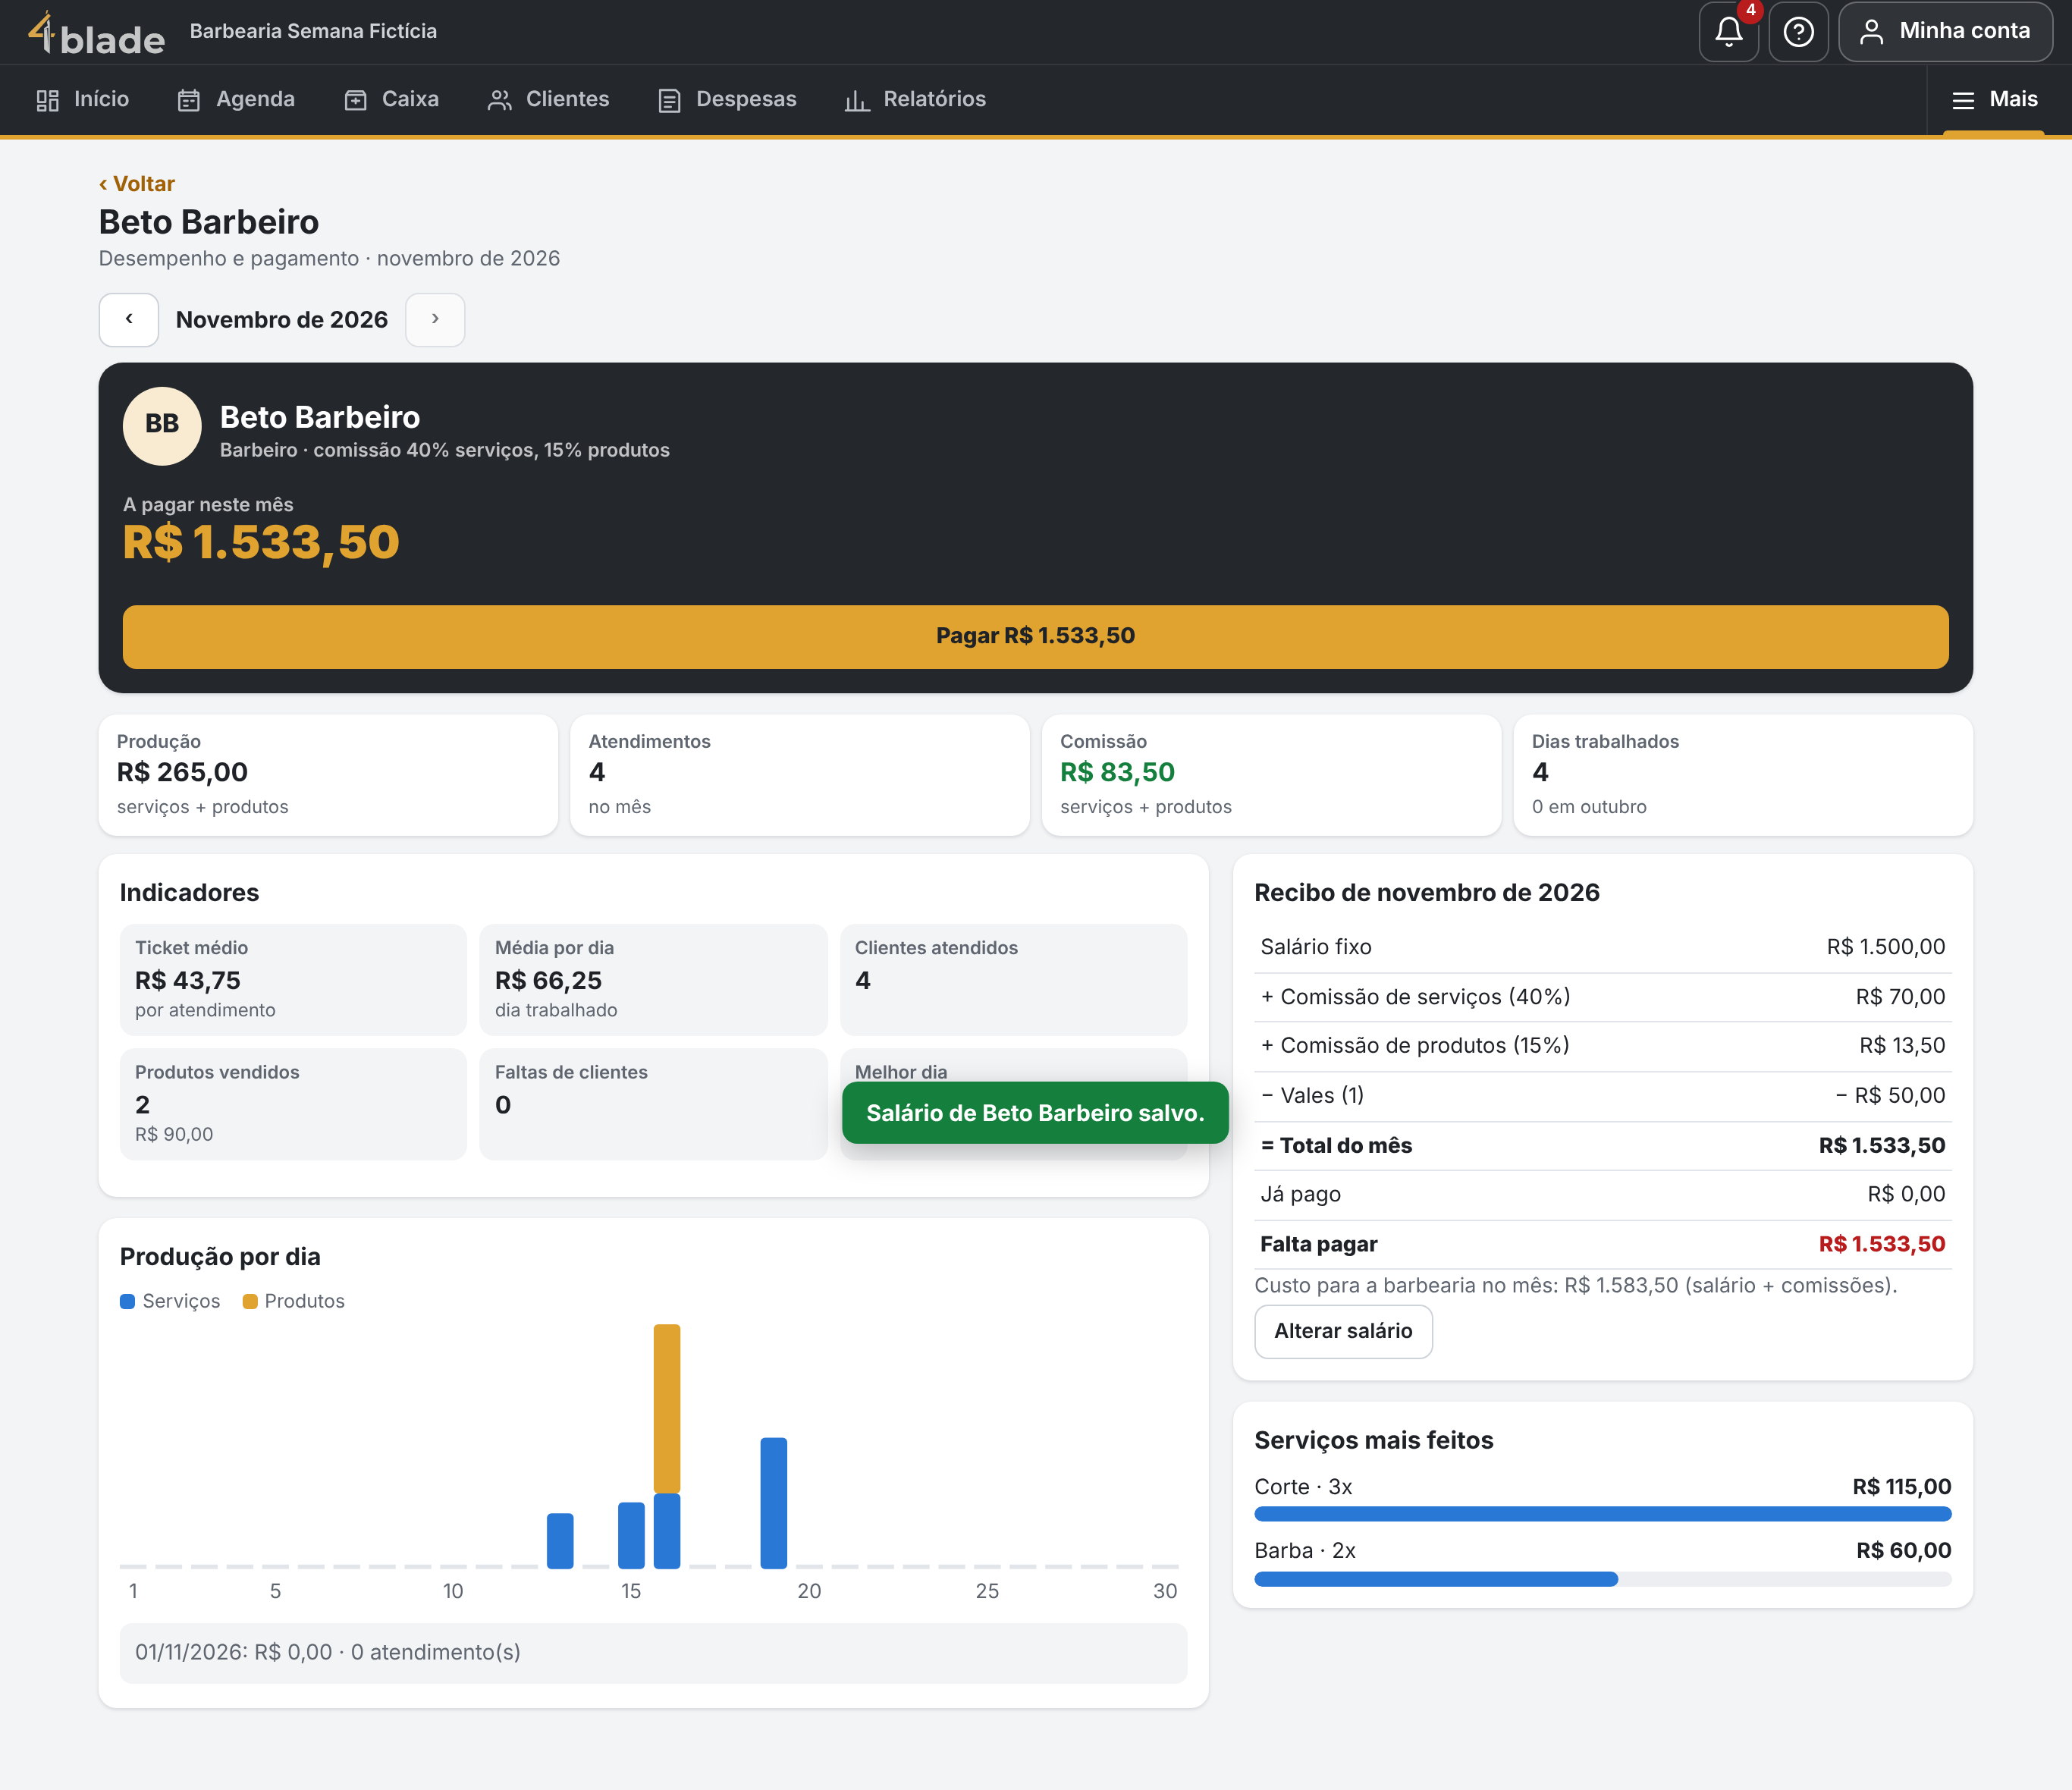 4blade
Barbearia Semana Fictícia
4
Minha conta
Início
Agenda
Caixa
Clientes
Despesas
Relatórios
Mais
‹ Voltar
Beto Barbeiro
Desempenho e pagamento · novembro de 2026
‹ Novembro de 2026 ›
BB
Beto Barbeiro
Barbeiro · comissão 40% serviços, 15% produtos
A pagar neste mês
R$ 1.533,50
Pagar R$ 1.533,50
Produção
R$ 265,00
serviços + produtos
Atendimentos
4
no mês
Comissão
R$ 83,50
serviços + produtos
Dias trabalhados
4
0 em outubro
Indicadores
Ticket médio
R$ 43,75
por atendimento
Média por dia
R$ 66,25
dia trabalhado
Clientes atendidos
4
Produtos vendidos
2
R$ 90,00
Faltas de clientes
0
Melhor dia
Salário de Beto Barbeiro salvo.
Produção por dia
Serviços
Produtos
1 5 10 15 20 25 30
01/11/2026: R$ 0,00 · 0 atendimento(s)
Recibo de novembro de 2026
Salário fixo R$ 1.500,00
+ Comissão de serviços (40%) R$ 70,00
+ Comissão de produtos (15%) R$ 13,50
− Vales (1) − R$ 50,00
= Total do mês R$ 1.533,50
Já pago R$ 0,00
Falta pagar R$ 1.533,50
Custo para a barbearia no mês: R$ 1.583,50 (salário + comissões).
Alterar salário
Serviços mais feitos
Corte · 3x R$ 115,00
Barba · 2x R$ 60,00